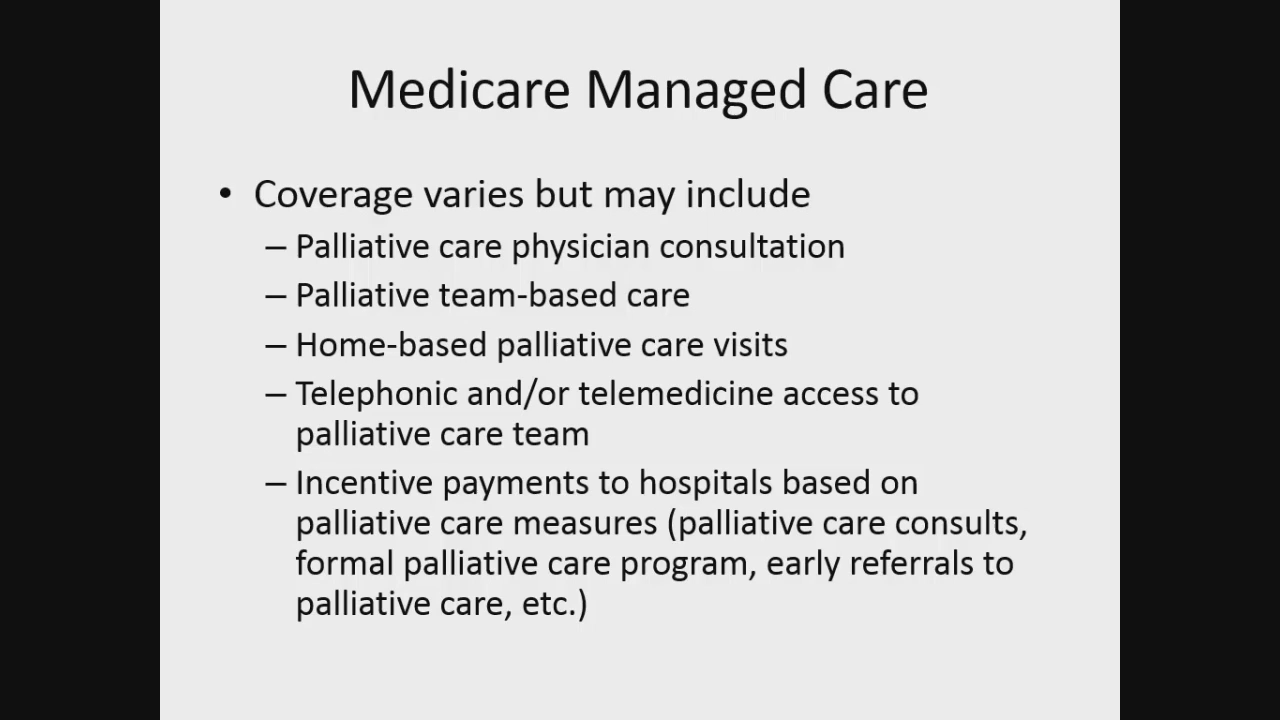 Medicare Managed Care
• Coverage varies but may include
– Palliative care physician consultation
– Palliative team-based care
– Home-based palliative care visits
– Telephonic and/or telemedicine access to
palliative care team
– Incentive payments to hospitals based on
palliative care measures (palliative care consults,
formal palliative care program, early referrals to
palliative care, etc.)